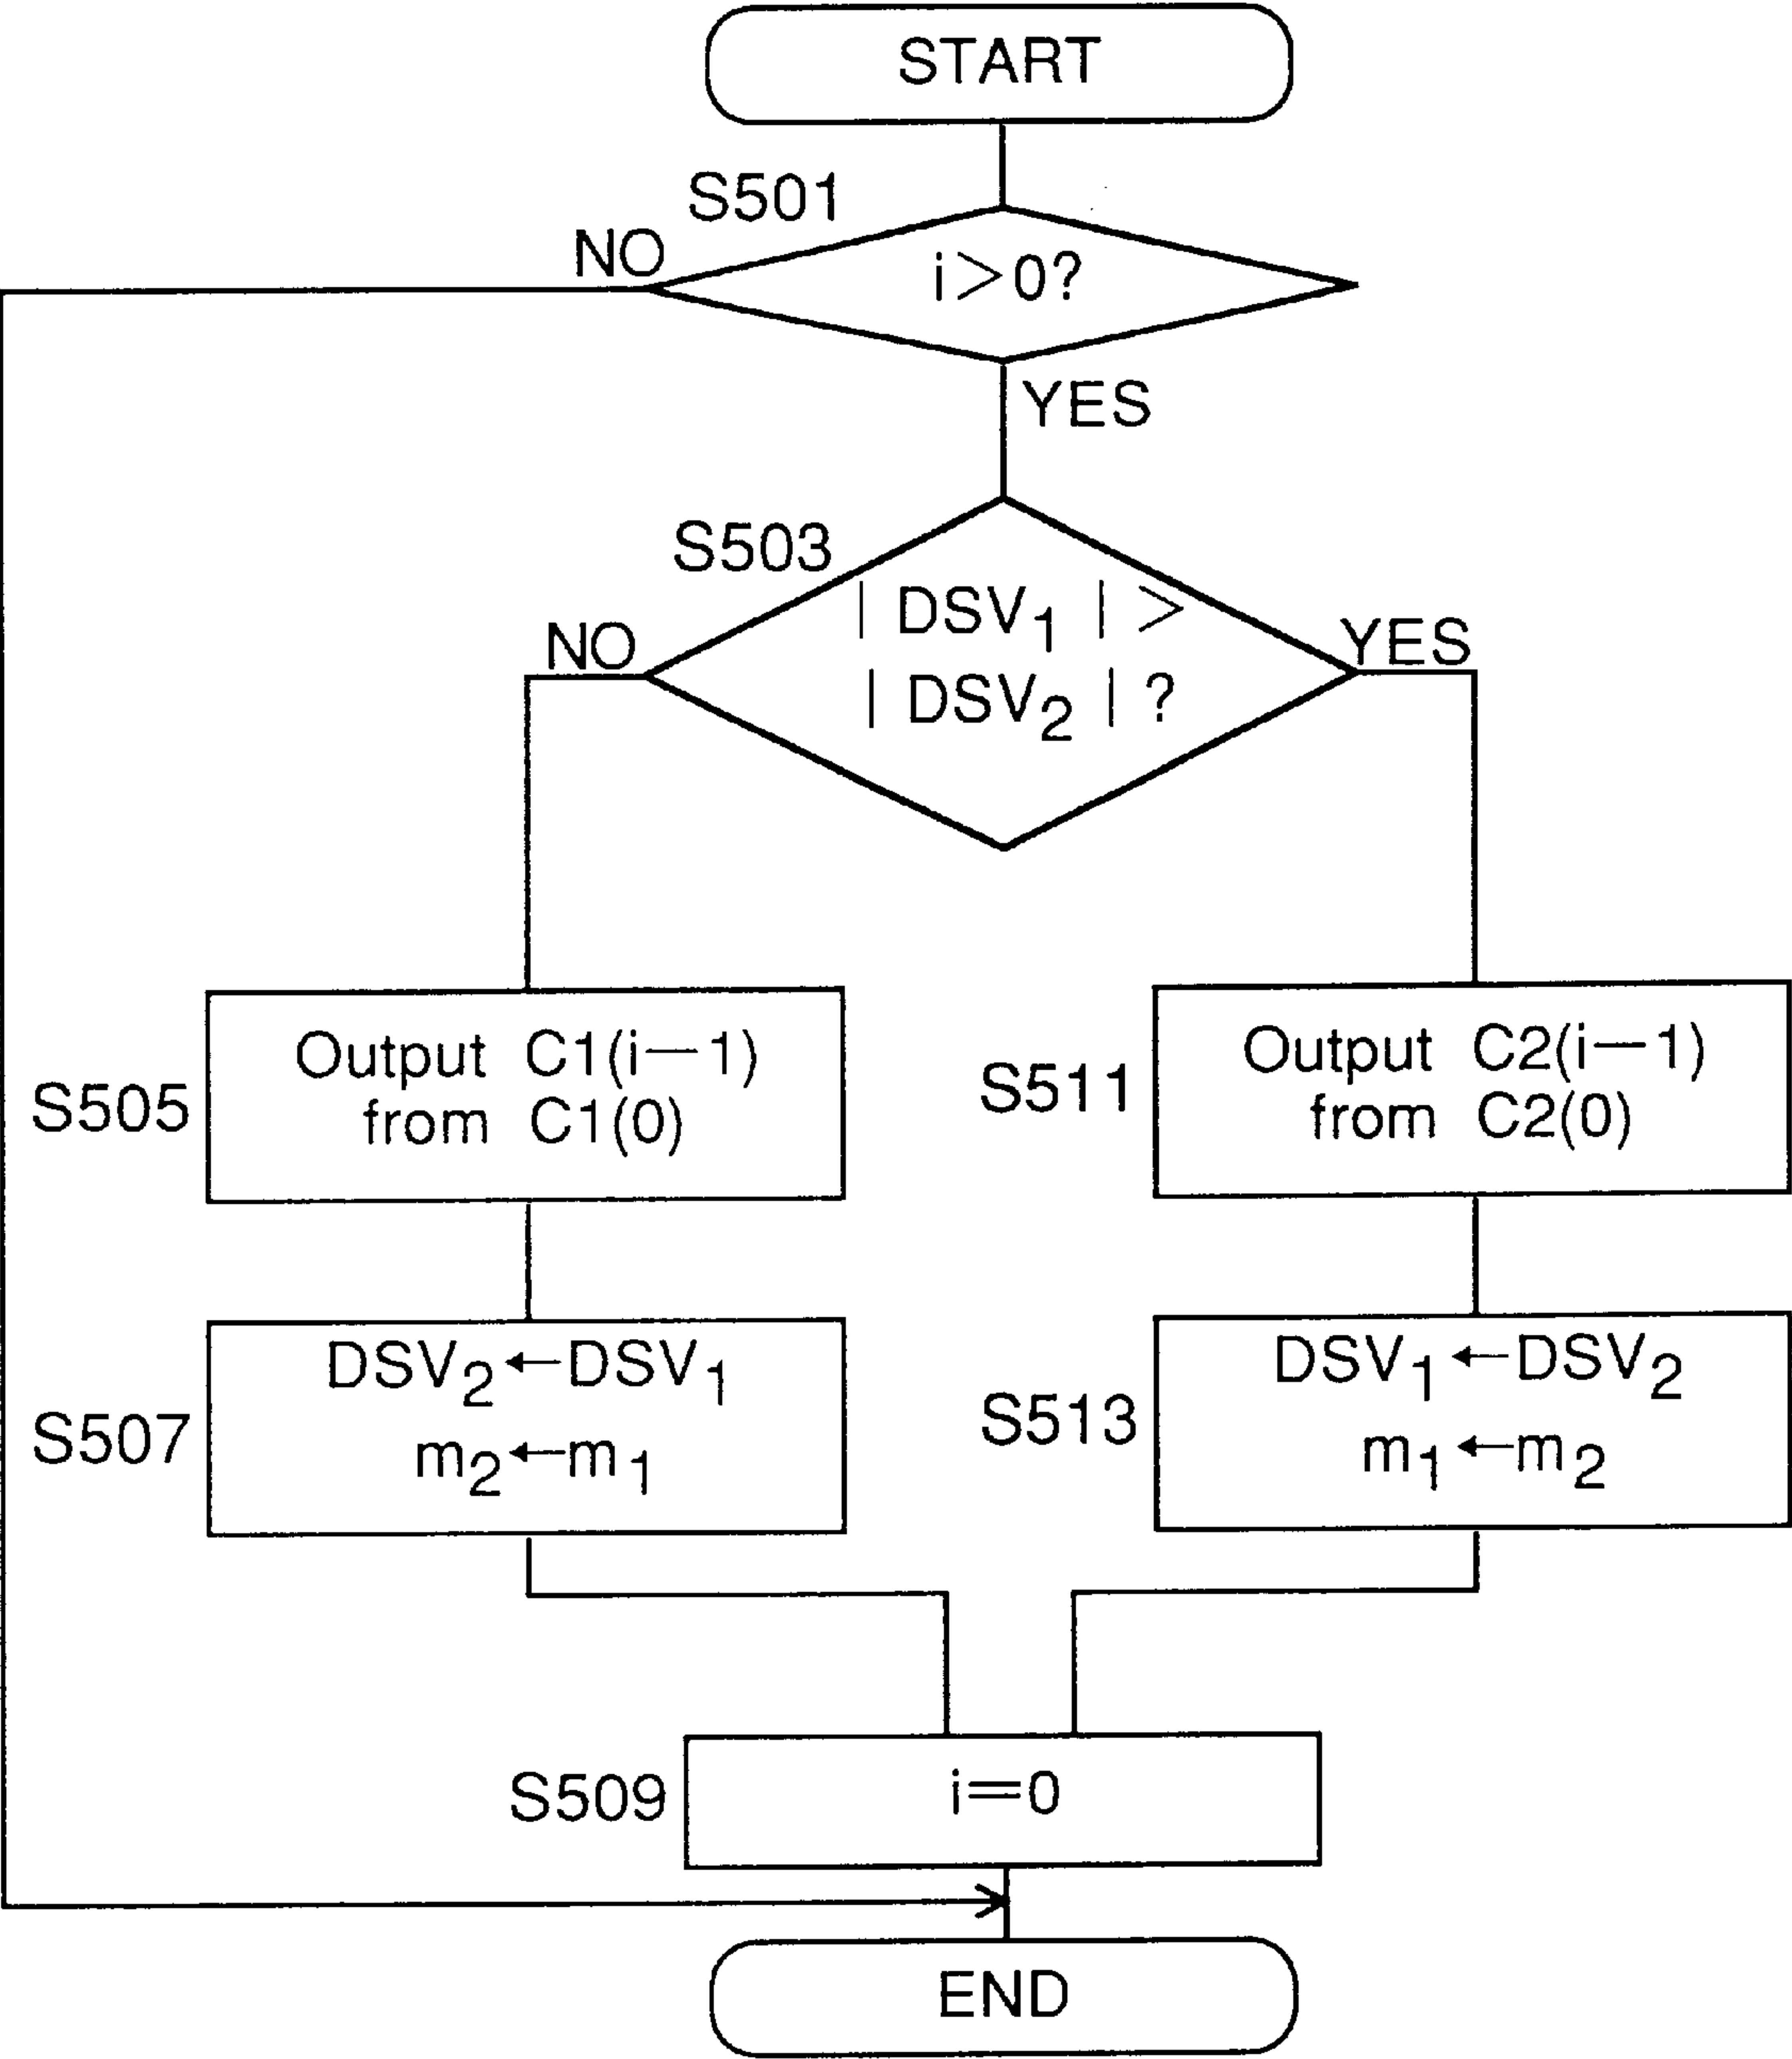 START
S501
NO
i>0?
YES
S503
| DSV1 | >
NO
YES
| DSV2 | ?
Output C1(i−1)
from C1(0)
S505
Output C2(i−1)
from C2(0)
S511
DSV2←DSV1
m2←m1
S507
DSV1←DSV2
m1←m2
S513
S509
i=0
END